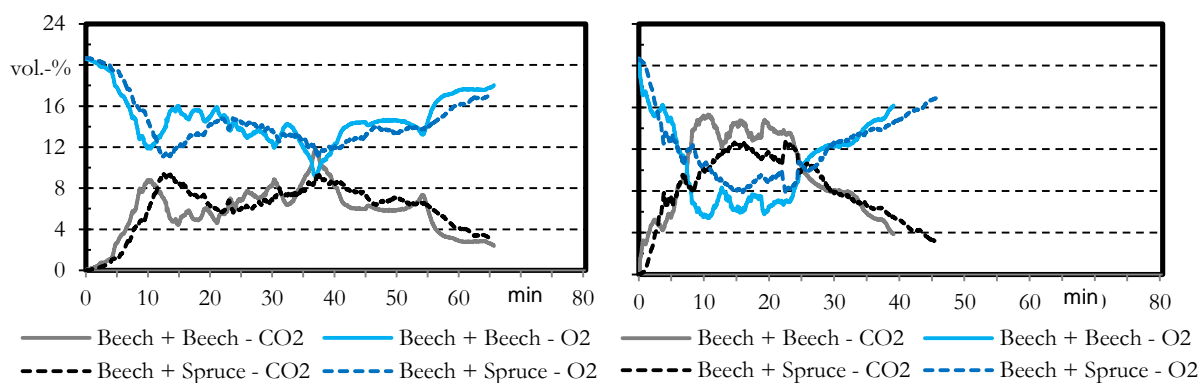 24
vol.-%
20
16
12
8
4
0
0 10 20 30 40 50 60 min 80
0 10 20 30 40 50 60 min ) 80
Beech + Beech - CO2 Beech + Beech - O2
Beech + Spruce - CO2 Beech + Spruce - O2
Beech + Beech - CO2 Beech + Beech - O2
Beech + Spruce - CO2 Beech + Spruce - O2